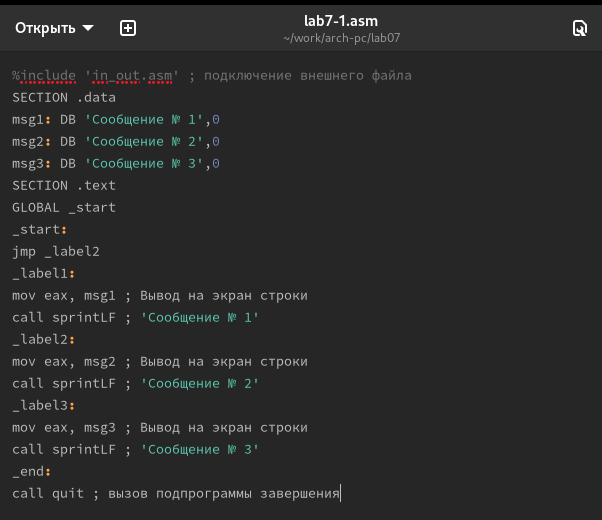 Открыть
lab7-1.asm
~/work/arch-pc/lab07
%include 'in_out.asm' ; подключение внешнего файла
SECTION .data
msg1: DB 'Сообщение № 1',0
msg2: DB 'Сообщение № 2',0
msg3: DB 'Сообщение № 3',0
SECTION .text
GLOBAL _start
_start:
jmp _label2
_label1:
mov eax, msg1 ; Вывод на экран строки
call sprintLF ; 'Сообщение № 1'
_label2:
mov eax, msg2 ; Вывод на экран строки
call sprintLF ; 'Сообщение № 2'
_label3:
mov eax, msg3 ; Вывод на экран строки
call sprintLF ; 'Сообщение № 3'
_end:
call quit ; вызов подпрограммы завершения